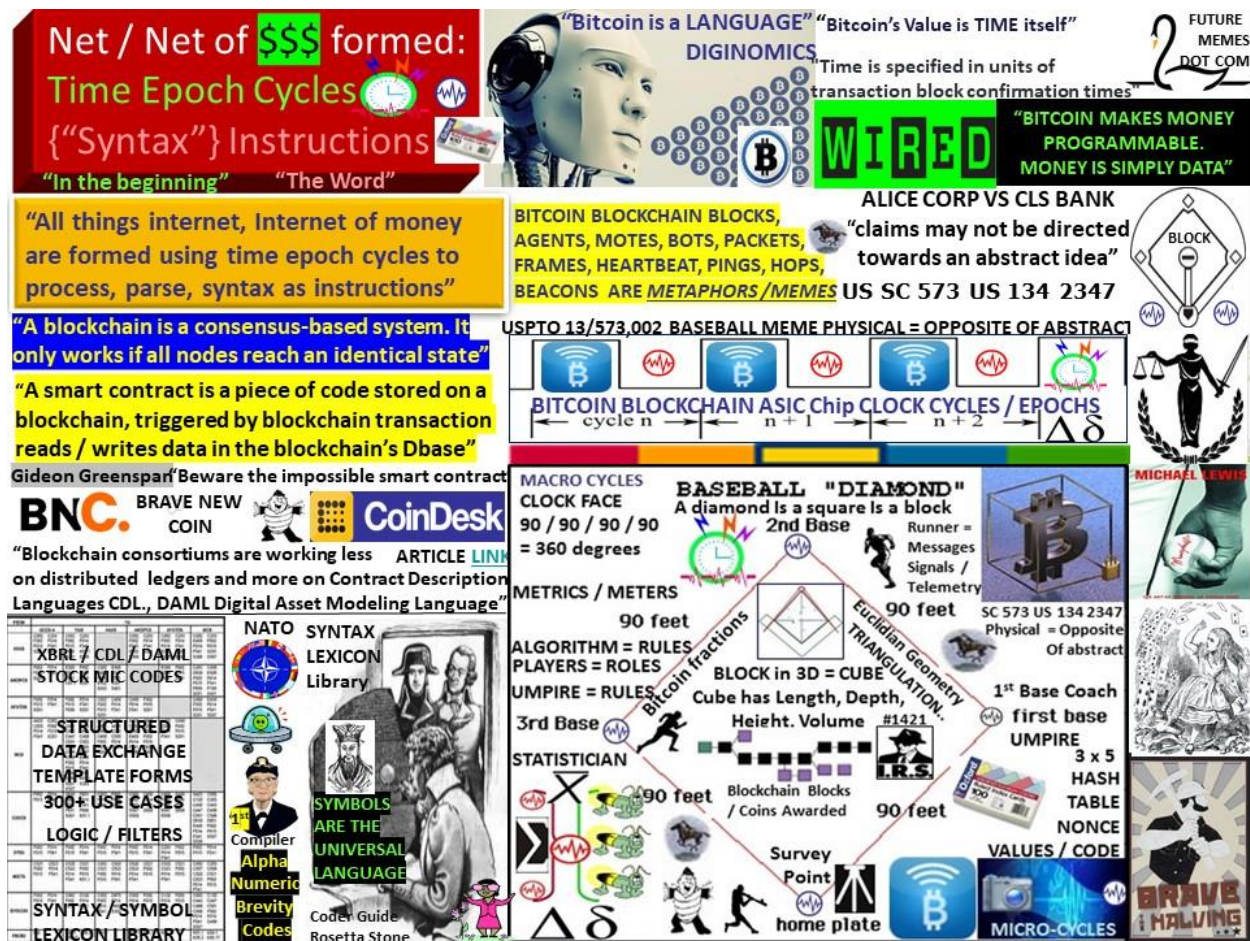 Net / Net of $$$ formed:
Time Epoch Cycles
{“Syntax”} Instructions
“In the beginning” “The Word”
“Bitcoin is a LANGUAGE”
DIGINOMICS
“Bitcoin’s Value is TIME itself”
"Time is specified in units of
transaction block confirmation times"
FUTURE
MEMES
DOT COM
WIRED
“BITCOIN MAKES MONEY
PROGRAMMABLE.
MONEY IS SIMPLY DATA”
“All things internet, Internet of money
are formed using time epoch cycles to
process, parse, syntax as instructions”
BITCOIN BLOCKCHAIN BLOCKS,
AGENTS, MOTES, BOTS, PACKETS,
FRAMES, HEARTBEAT, PINGS, HOPS,
BEACONS ARE METAPHORS/MEMES
ALICE CORP VS CLS BANK
“claims may not be directed
towards an abstract idea”
US SC 573 US 134 2347
BLOCK
“A blockchain is a consensus-based system. It
only works if all nodes reach an identical state”
“A smart contract is a piece of code stored on a
blockchain, triggered by blockchain transaction
reads / writes data in the blockchain’s Dbase”
Gideon Greenspan “Beware the impossible smart contract
USPTO 13/573,002 BASEBALL MEME PHYSICAL = OPPOSITE OF ABSTRACT
BITCOIN BLOCKCHAIN ASIC Chip CLOCK CYCLES / EPOCHS
cycle n n + 1 n + 2 Δ δ
BNC.
BRAVE NEW
COIN
CoinDesk
“Blockchain consortiums are working less ARTICLE LINK
on distributed ledgers and more on Contract Description
Languages CDL., DAML Digital Asset Modeling Language”
XBRL / CDL / DAML
STOCK MIC CODES
STRUCTURED
DATA EXCHANGE
TEMPLATE FORMS
300+ USE CASES
LOGIC / FILTERS
SYNTAX / SYMBOL
LEXICON LIBRARY
NATO
“1st
Compiler
Alpha
Numeric
Brevity
Codes
SYNTAX
LEXICON
Library
SYMBOLS
ARE THE
UNIVERSAL
LANGUAGE
Coder Guide
Rosetta Stone
MACRO CYCLES
CLOCK FACE
90 / 90 / 90 / 90
= 360 degrees
METRICS / METERS
90 feet
ALGORITHM = RULES
PLAYERS = ROLES
UMPIRE = RULES
3rd Base
STATISTICIAN
BASEBALL "DIAMOND"
A diamond Is a square Is a block
2nd Base
Runner =
Messages
Signals /
Telemetry
90 feet
Bitcoin fractions
Euclidian Geometry
TRIANGULATION..
BLOCK in 3D = CUBE
Cube has Length, Depth,
Height. Volume
#1421
I.R.S.
Blockchain Blocks
/ Coins Awarded
90 feet
90 feet
Survey
Point
home plate
Δ δ
SC 573 US 134 2347
Physical = Opposite
Of abstract
1st Base Coach
first base
UMPIRE
Oxford
100
3 x 5
HASH
TABLE
NONCE
VALUES / CODE
MICRO-CYCLES
MICHAEL LEWIS
BRAVE
HALVING